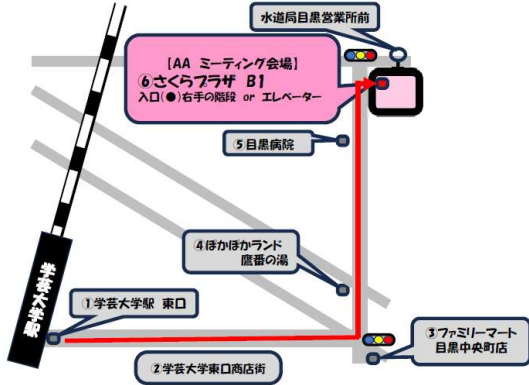 水道局目黒営業所前
【AA ミーティング会場】
⑥さくらプラザ B1
入口(●)右手の階段 or エレベーター
⑤目黒病院
④ぽかぽかランド
鷹番の湯
学芸大学駅
①学芸大学駅 東口
③ファミリーマート
目黒中央町店
②学芸大学東口商店街